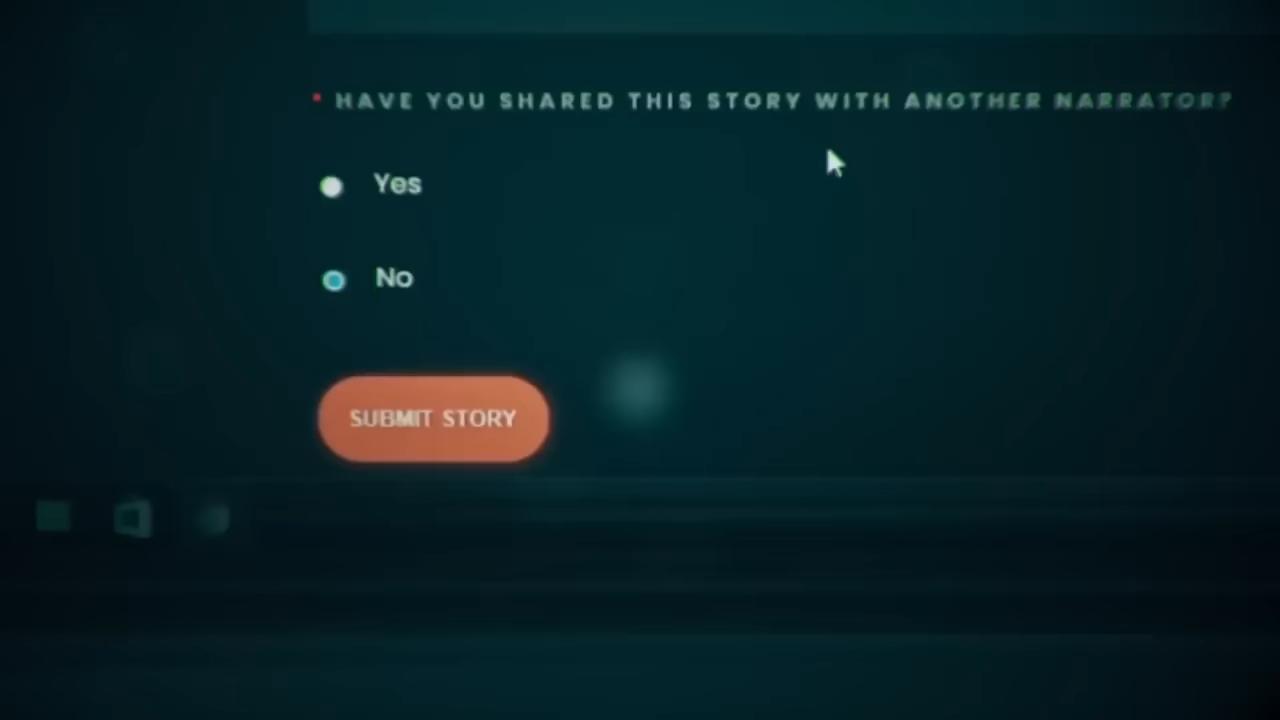 * HAVE YOU SHARED THIS STORY WITH ANOTHER NARRATOR?
Yes
No
SUBMIT STORY